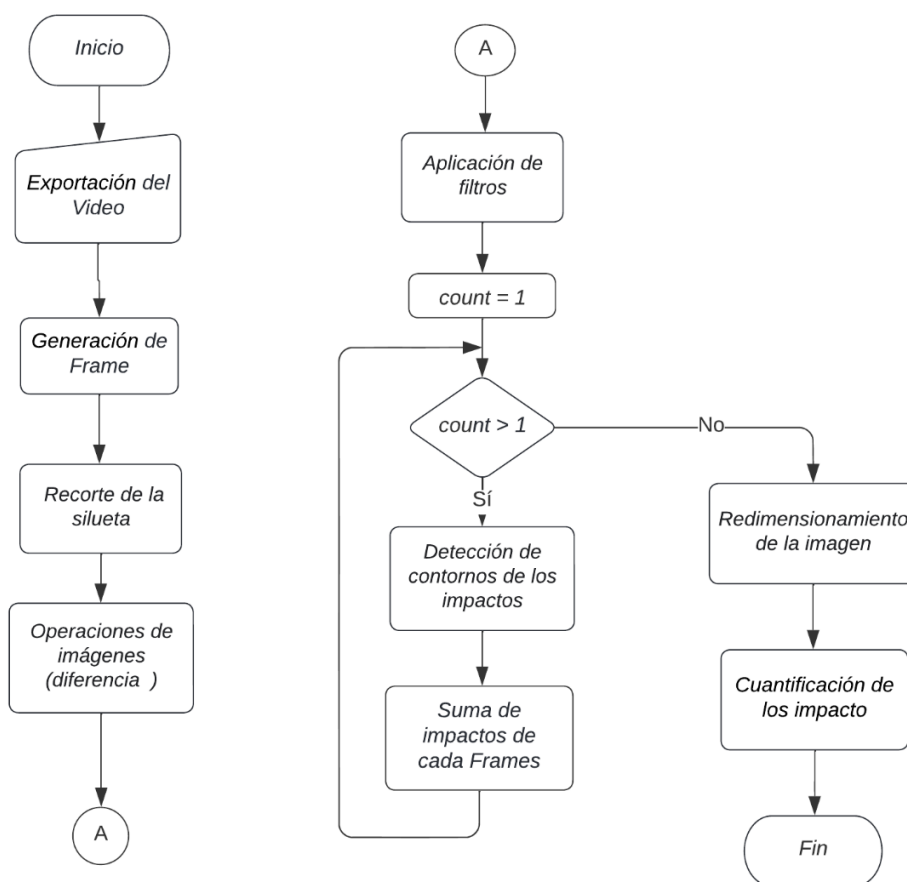 Inicio
Exportación del
Video
Generación de
Frame
Recorte de la
silueta
Operaciones de
imágenes
(diferencia )
A
A
Aplicación de
filtros
count = 1
count > 1
No
Sí
Detección de
contornos de los
impactos
Suma de
impactos de
cada Frames
Redimensionamiento
de la imagen
Cuantificación de
los impacto
Fin